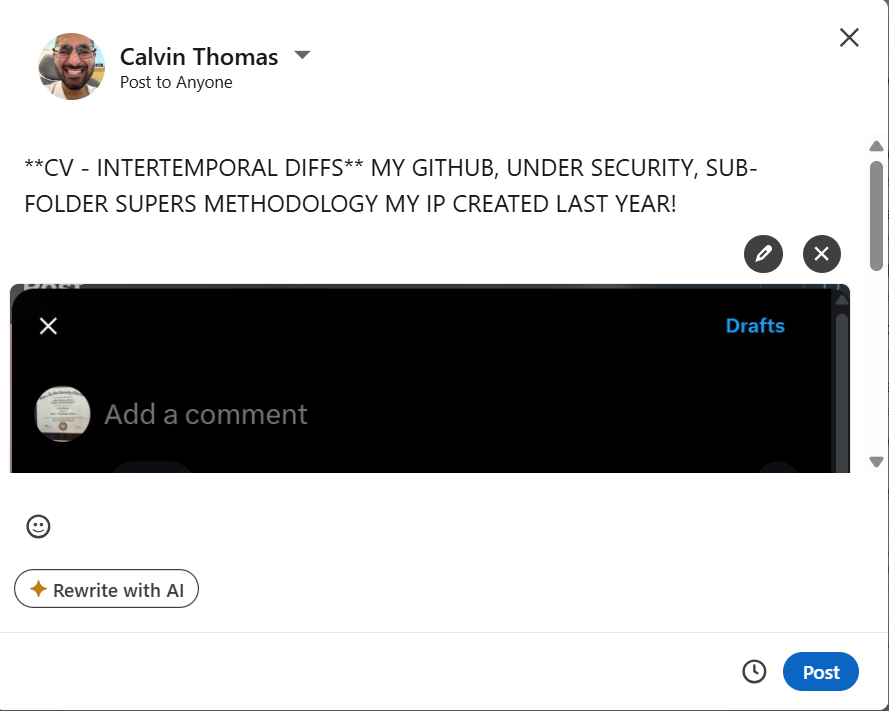 Calvin Thomas
Post to Anyone
**CV - INTERTEMPORAL DIFFS** MY GITHUB, UNDER SECURITY, SUB-
FOLDER SUPERS METHODOLOGY MY IP CREATED LAST YEAR!
Post
Drafts
Add a comment
Rewrite with AI
Post